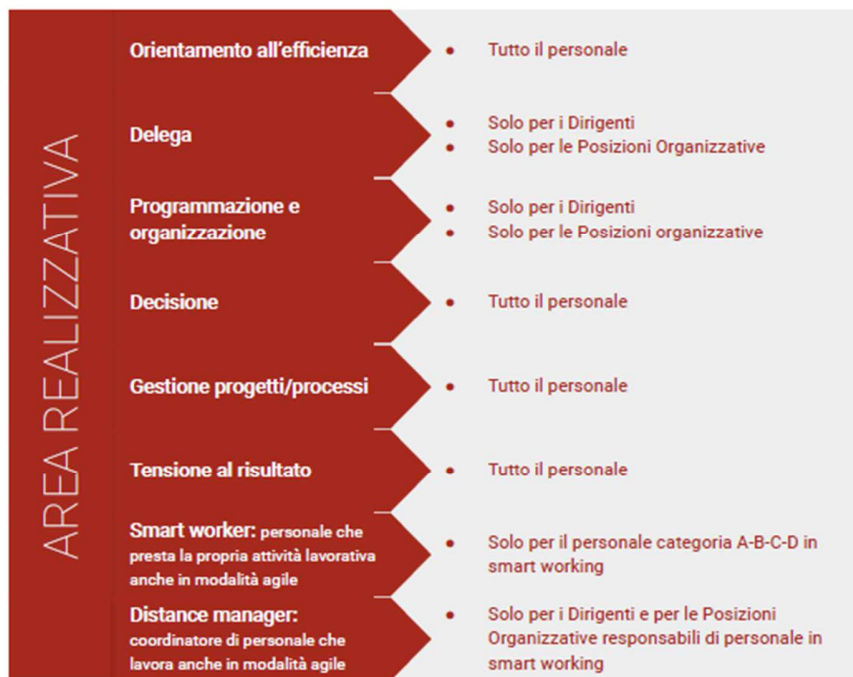 AREA REALIZZATIVA
Orientamento all'efficienza
• Tutto il personale
Delega
• Solo per i Dirigenti
• Solo per le Posizioni Organizzative
Programmazione e
organizzazione
• Solo per i Dirigenti
• Solo per le Posizioni organizzative
Decisione
• Tutto il personale
Gestione progetti/processi
• Tutto il personale
Tensione al risultato
• Tutto il personale
Smart worker: personale che
presta la propria attività lavorativa
anche in modalità agile
• Solo per il personale categoria A-B-C-D in
smart working
Distance manager:
coordinatore di personale che
lavora anche in modalità agile
• Solo per i Dirigenti e per le Posizioni
Organizzative responsabili di personale in
smart working